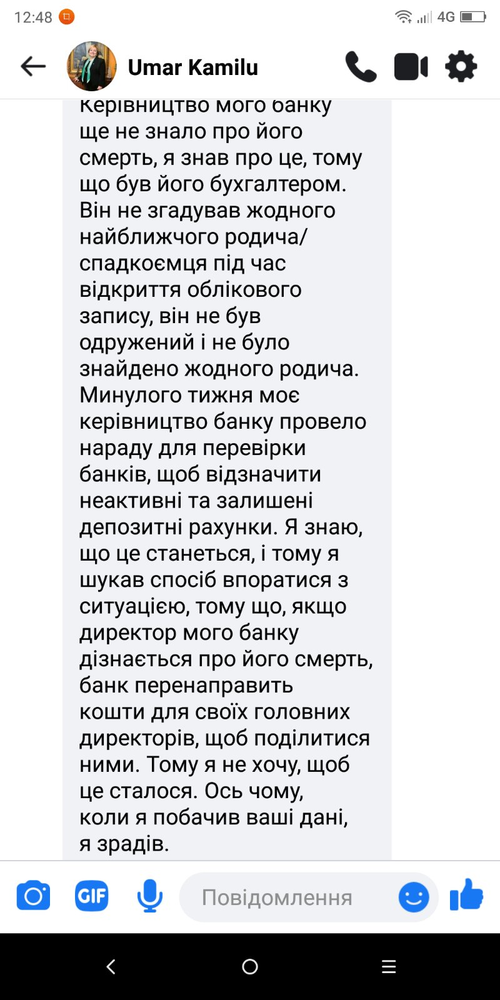 12:48
4G
Umar Kamilu
Керівництво мого банку
ще не знало про його
смерть, я знав про це, тому
що був його бухгалтером.
Він не згадував жодного
найближчого родича/
спадкоємця під час
відкриття облікового
запису, він не був
одружений і не було
знайдено жодного родича.
Минулого тижня моє
керівництво банку провело
нараду для перевірки
банків, щоб відзначити
неактивні та залишені
депозитні рахунки. Я знаю,
що це станеться, і тому я
шукав спосіб впоратися з
ситуацією, тому що, якщо
директор мого банку
дізнається про його смерть,
банк перенаправить
кошти для своїх головних
директорів, щоб поділитися
ними. Тому я не хочу, щоб
це сталося. Ось чому,
коли я побачив ваші дані,
я зрадів.
GIF
Повідомлення